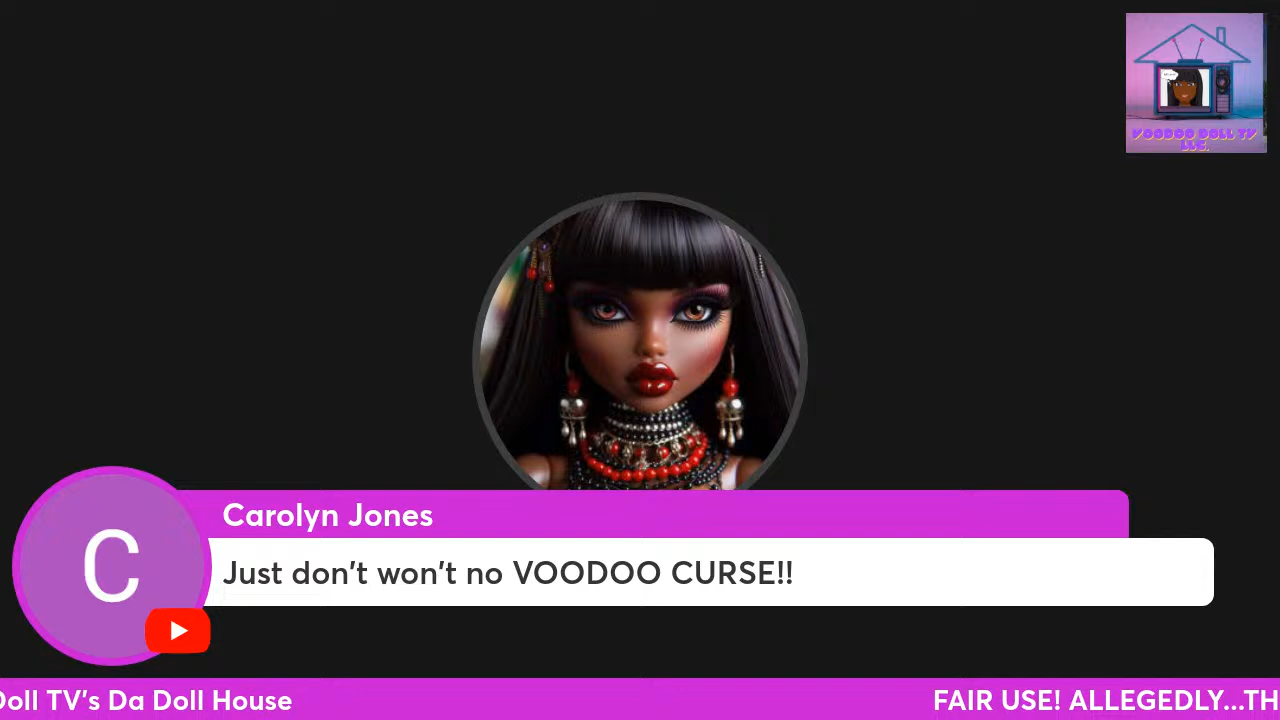 VOODOO DOLL TV
LLC.
Carolyn Jones
C
Just don't won't no VOODOO CURSE!!
Doll TV's Da Doll House
FAIR USE! ALLEGEDLY...TH